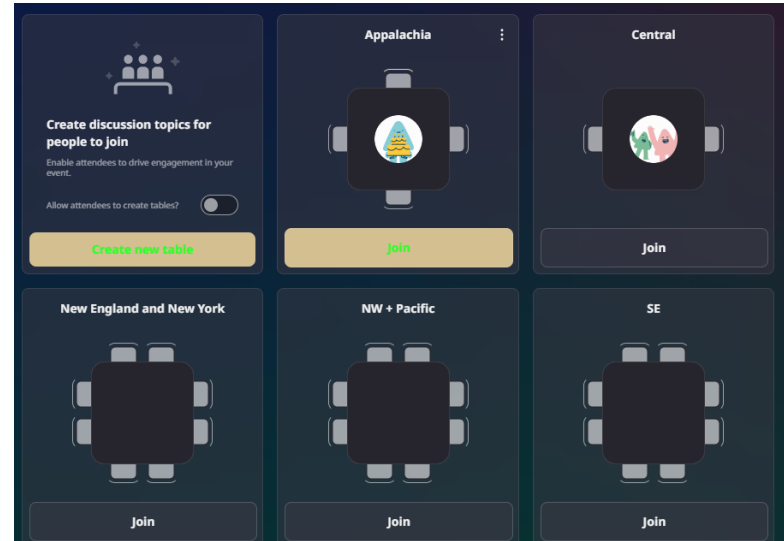 Create discussion topics for
people to join
Enable attendees to drive engagement in your
event.
Allow attendees to create tables?
Create new table
Appalachia
Join
Central
Join
New England and New York
Join
NW + Pacific
Join
SE
Join